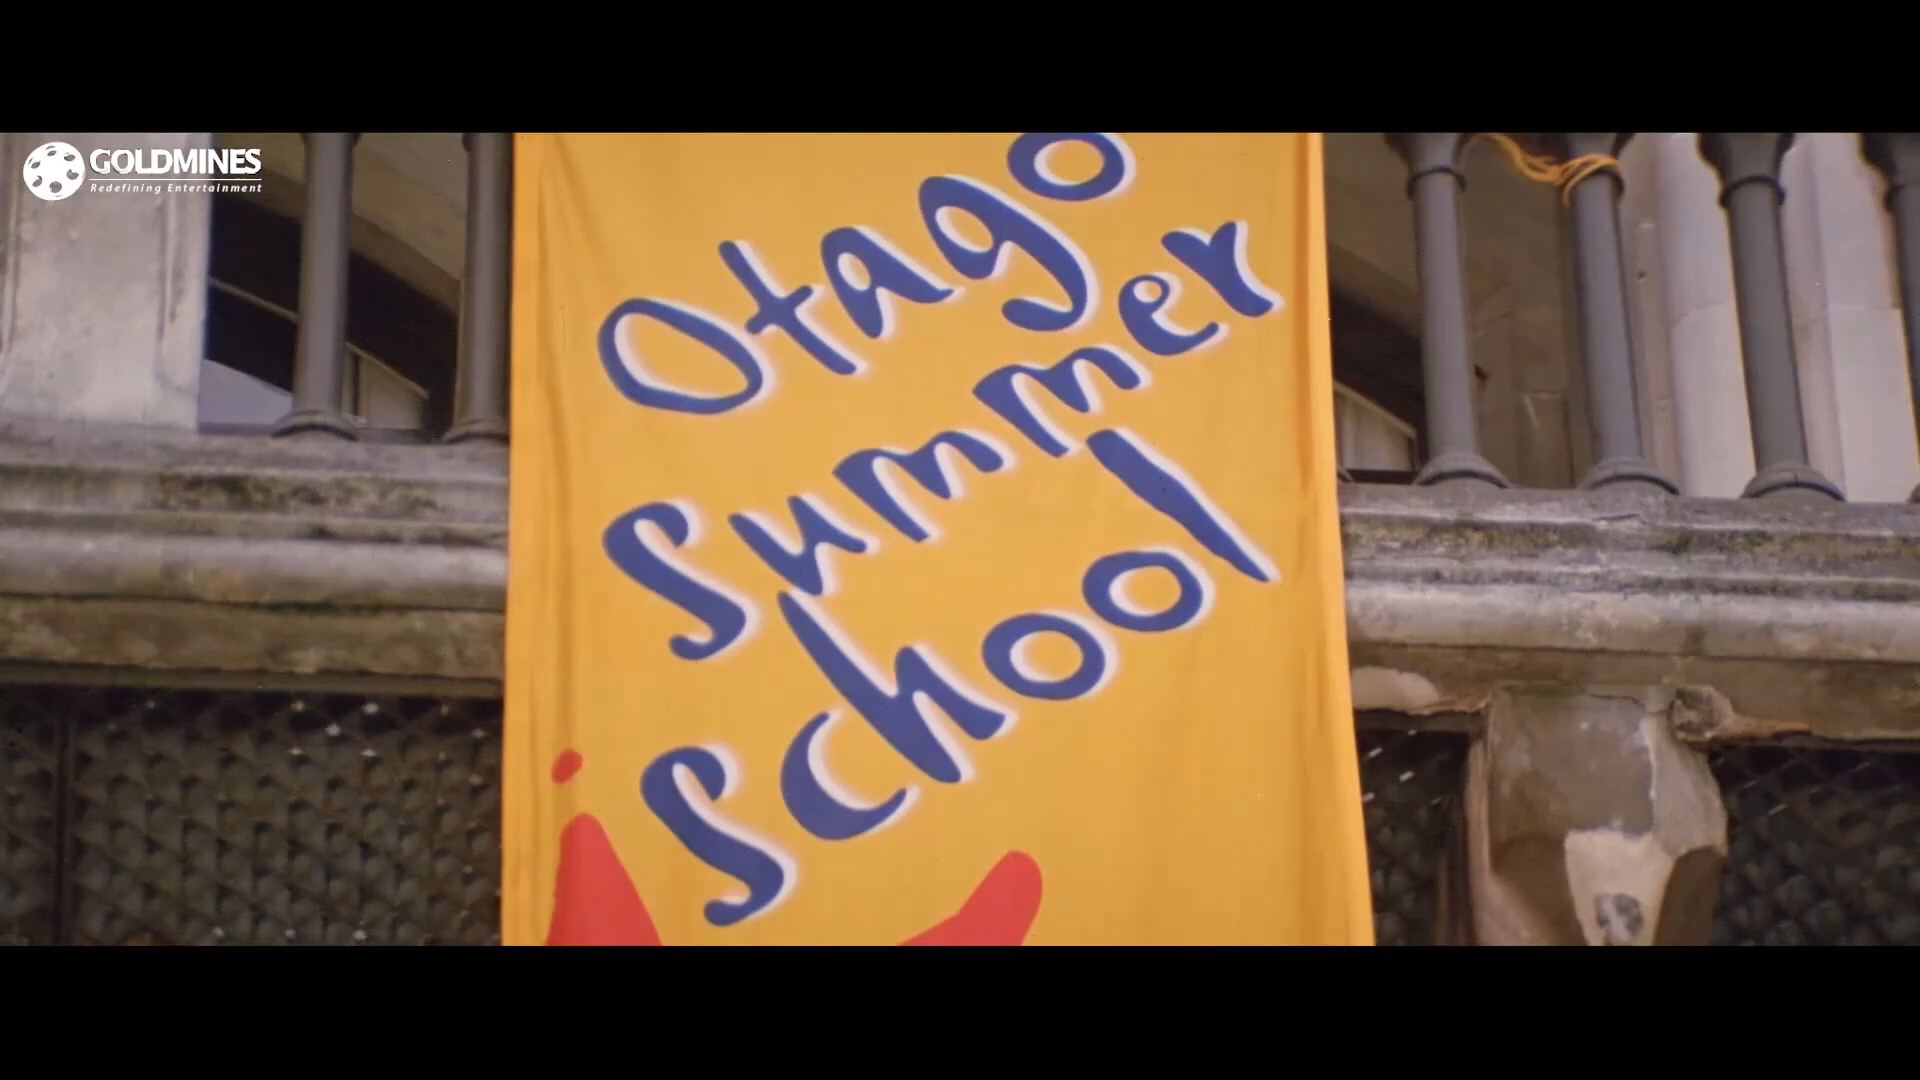 GOLDMINES
Redefining Entertainment
Otago
Summer
School